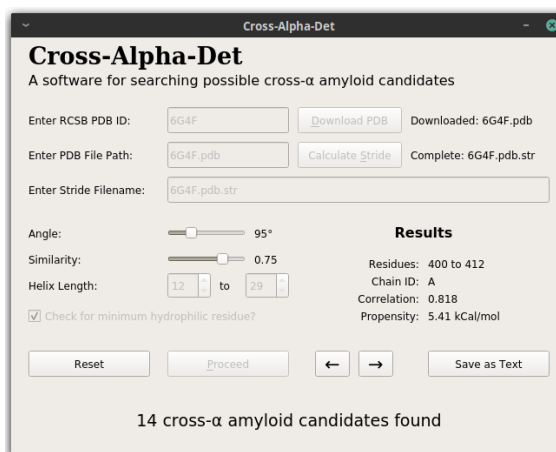 Cross-Alpha-Det
Cross-Alpha-Det
A software for searching possible cross-α amyloid candidates
Enter RCSB PDB ID: 6G4F Download PDB Downloaded: 6G4F.pdb
Enter PDB File Path: 6G4F.pdb Calculate Stride Complete: 6G4F.pdb.str
Enter Stride Filename: 6G4F.pdb.str
Angle: 95° Results
Similarity: 0.75 Residues: 400 to 412
Helix Length: 12 to 29 Chain ID: A
Correlation: 0.818
Check for minimum hydrophilic residue? Propensity: 5.41 kCal/mol
Reset Proceed ← → Save as Text
14 cross-α amyloid candidates found